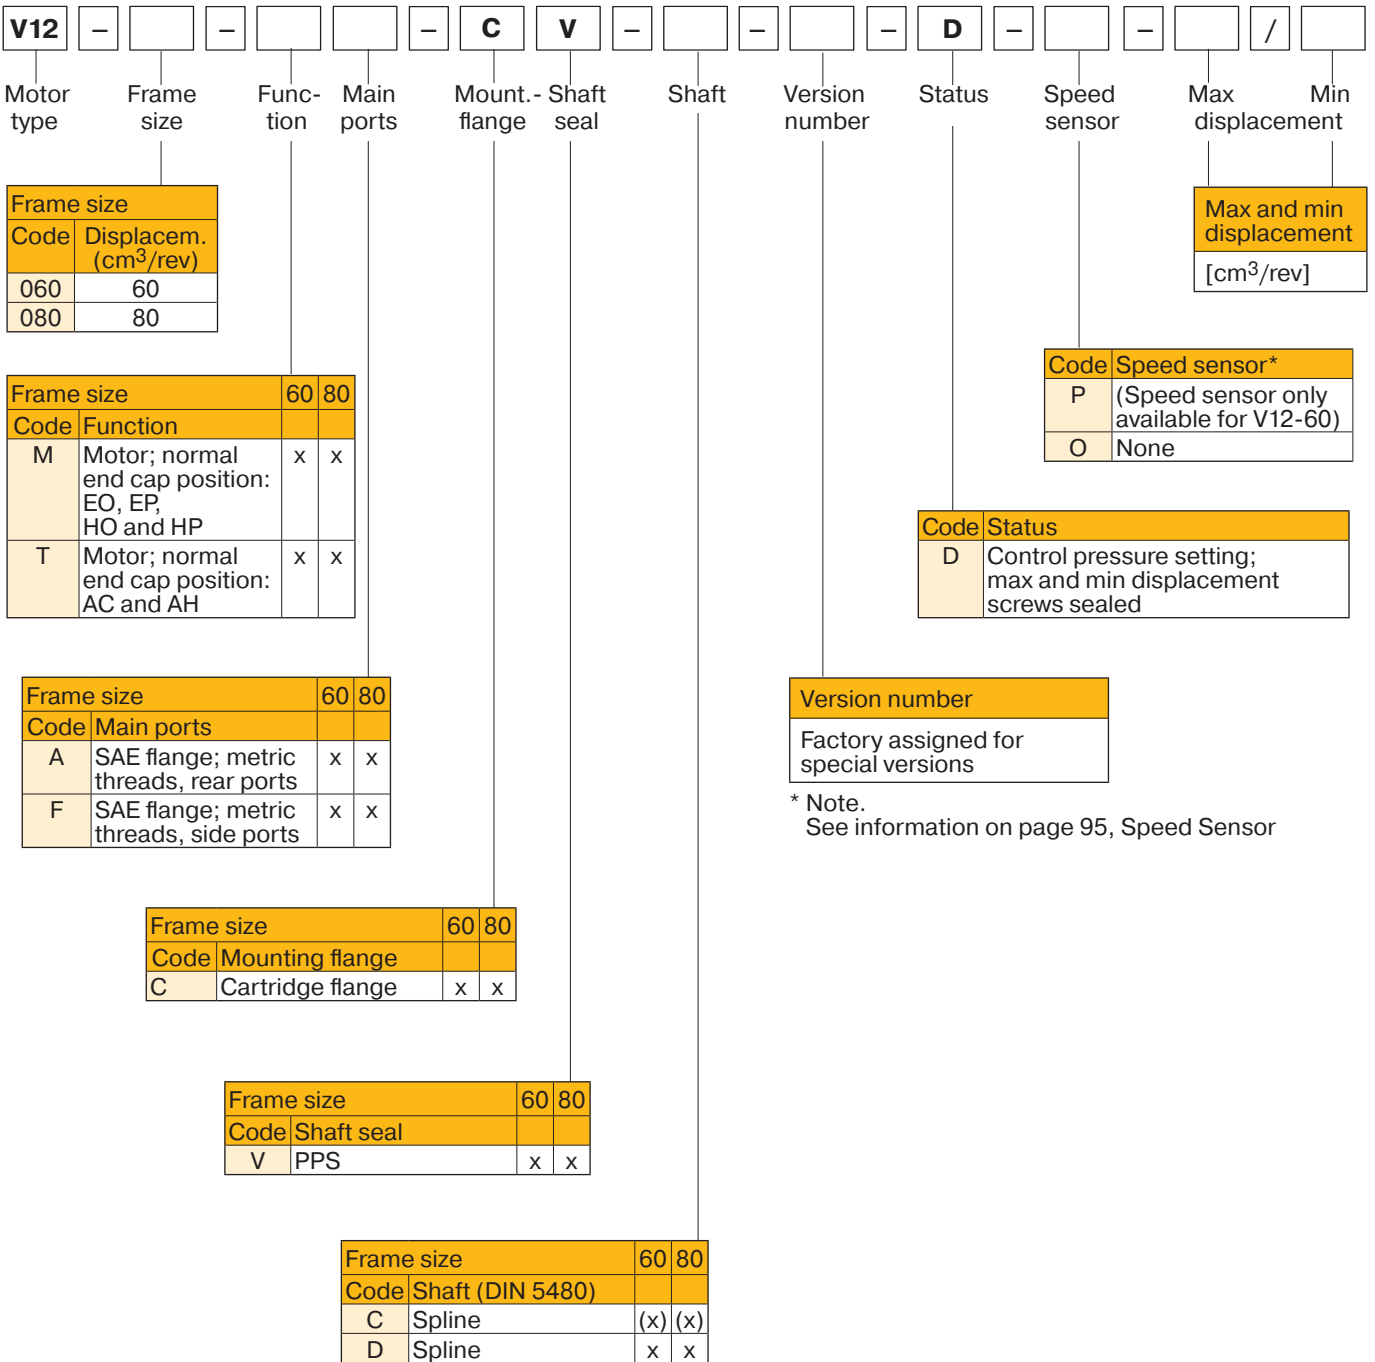 V12 – – – C V – – – D – – /
Motor type
Frame size
Func- tion
Main ports
Mount.- flange
Shaft seal
Shaft
Version number
Status
Speed sensor
Max Min
displacement
Frame size
Code Displacem. (cm³/rev)
060 60
080 80
Max and min
displacement
[cm³/rev]
Code Speed sensor*
P (Speed sensor only
available for V12-60)
O None
Frame size 60 80
Code Function
M Motor; normal x x
end cap position:
EO, EP,
HO and HP
T Motor; normal x x
end cap position:
AC and AH
Code Status
D Control pressure setting;
max and min displacement
screws sealed
Frame size 60 80
Code Main ports
A SAE flange; metric x x
threads, rear ports
F SAE flange; metric x x
threads, side ports
Version number
Factory assigned for
special versions
* Note.
See information on page 95, Speed Sensor
Frame size 60 80
Code Mounting flange
C Cartridge flange x x
Frame size 60 80
Code Shaft seal
V PPS x x
Frame size 60 80
Code Shaft (DIN 5480)
C Spline (x) (x)
D Spline x x